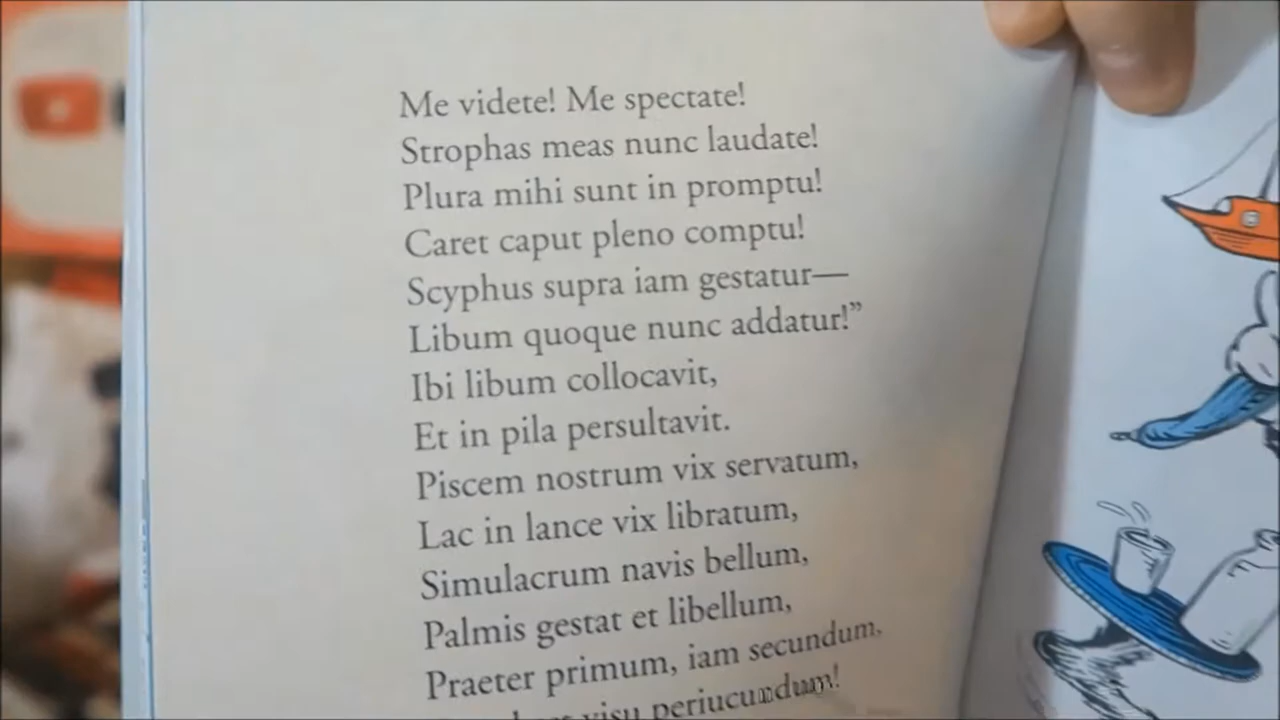 Me videte! Me spectate!
Strophas meas nunc laudate!
Plura mihi sunt in promptu!
Caret caput pleno comptu!
Scyphus supra iam gestatur—
Libum quoque nunc addatur!”
Ibi libum collocavit,
Et in pila persultavit.
Piscem nostrum vix servatum,
Lac in lance vix libratum,
Simulacrum navis bellum,
Palmis gestat et libellum,
Praeter primum, iam secundum,
visu periucundum!